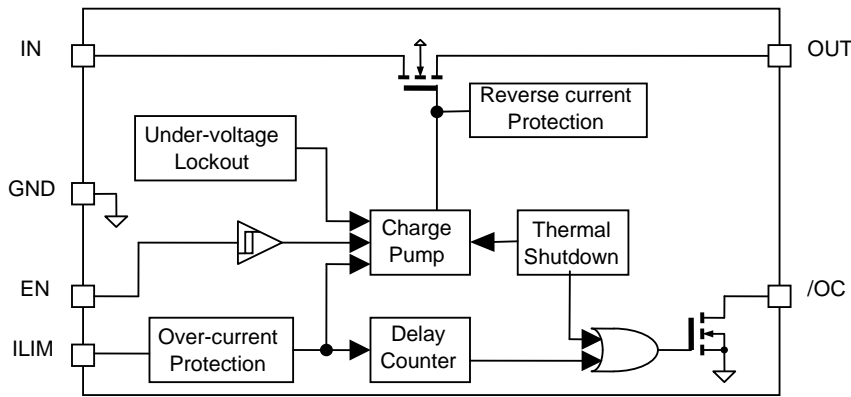 IN
OUT
Reverse current
Protection
Under-voltage
Lockout
GND
Charge
Pump
Thermal
Shutdown
EN
/OC
ILIM
Over-current
Protection
Delay
Counter